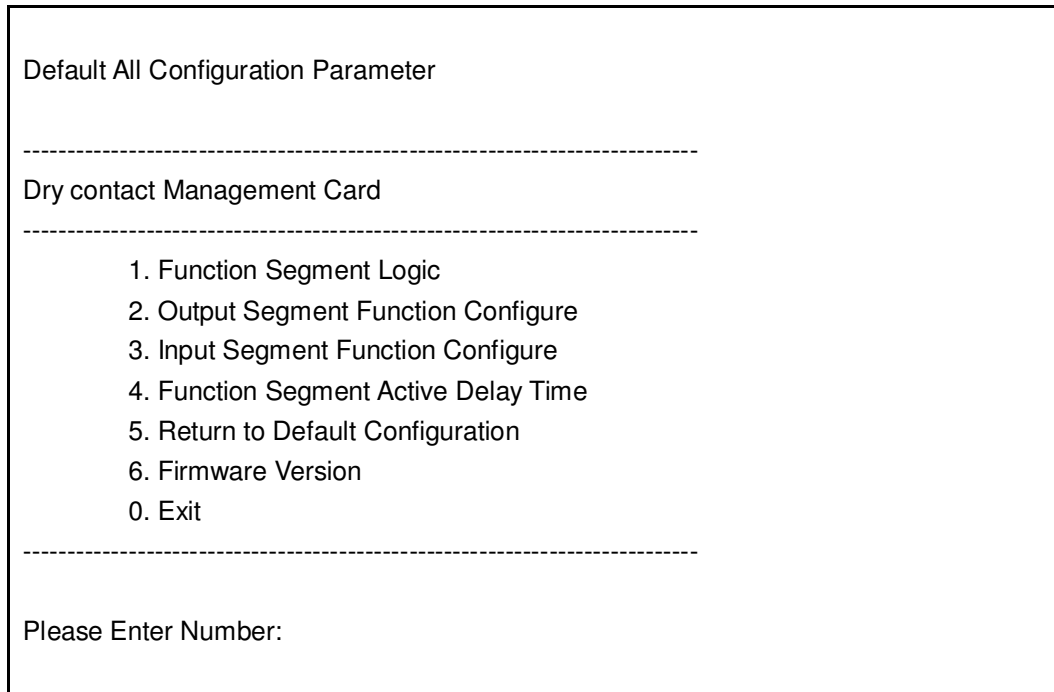 Default All Configuration Parameter
----------------------------------------------------------------------------
Dry contact Management Card
----------------------------------------------------------------------------
1. Function Segment Logic
2. Output Segment Function Configure
3. Input Segment Function Configure
4. Function Segment Active Delay Time
5. Return to Default Configuration
6. Firmware Version
0. Exit
----------------------------------------------------------------------------
Please Enter Number: